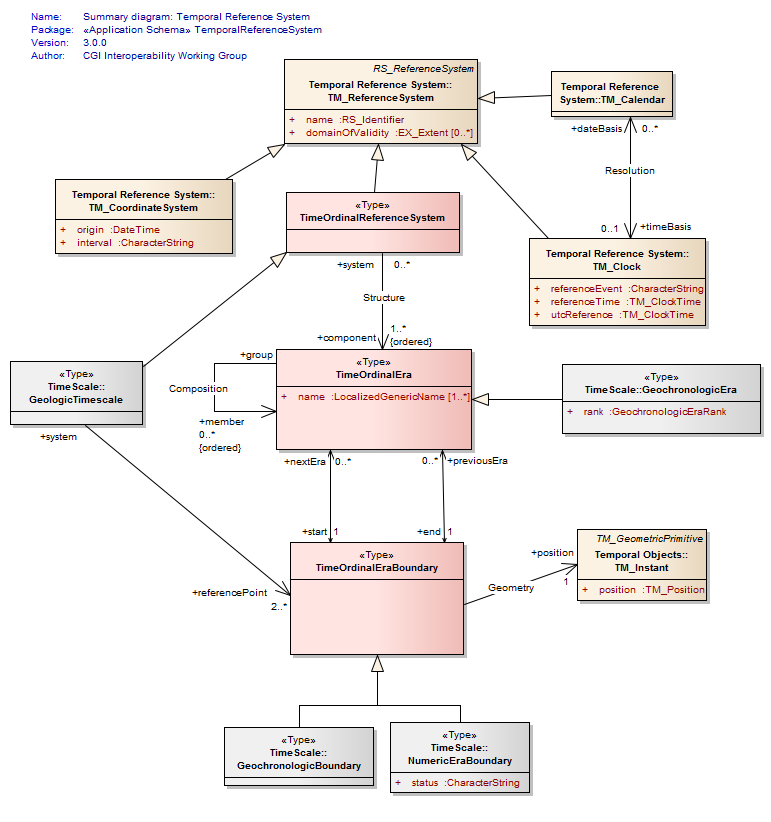 Name: Summary diagram: Temporal Reference System
Package: «Application Schema» TemporalReferenceSystem
Version: 3.0.0
Author: CGI Interoperability Working Group
RS_ReferenceSystem
Temporal Reference System::
TM_ReferenceSystem
+ name :RS_Identifier
+ domainOfValidity :EX_Extent [0..*]
Temporal Reference
System::TM_Calendar
+dateBasis 0..*
Resolution
0..1 +timeBasis
Temporal Reference System::
TM_CoordinateSystem
+ origin :DateTime
+ interval :CharacterString
«Type»
TimeOrdinalReferenceSystem
Temporal Reference System::
TM_Clock
+ referenceEvent :CharacterString
+ referenceTime :TM_ClockTime
+ utcReference :TM_ClockTime
+system 0..*
Structure
1..*
+component {ordered}
«Type»
TimeScale::
GeologicTimescale
+system
+group
Composition
+member
0..*
{ordered}
«Type»
TimeOrdinalEra
+ name :LocalizedGenericName [1..*]
«Type»
TimeScale::GeochronologicEra
+ rank :GeochronologicEraRank
+nextEra 0..*
0..* +previousEra
+start 1
+end 1
«Type»
TimeOrdinalEraBoundary
+referencePoint
2..*
TM_GeometricPrimitive
Temporal Objects::
TM_Instant
+ position :TM_Position
+position
1
Geometry
«Type»
TimeScale::
GeochronologicBoundary
«Type»
TimeScale::
NumericEraBoundary
+ status :CharacterString